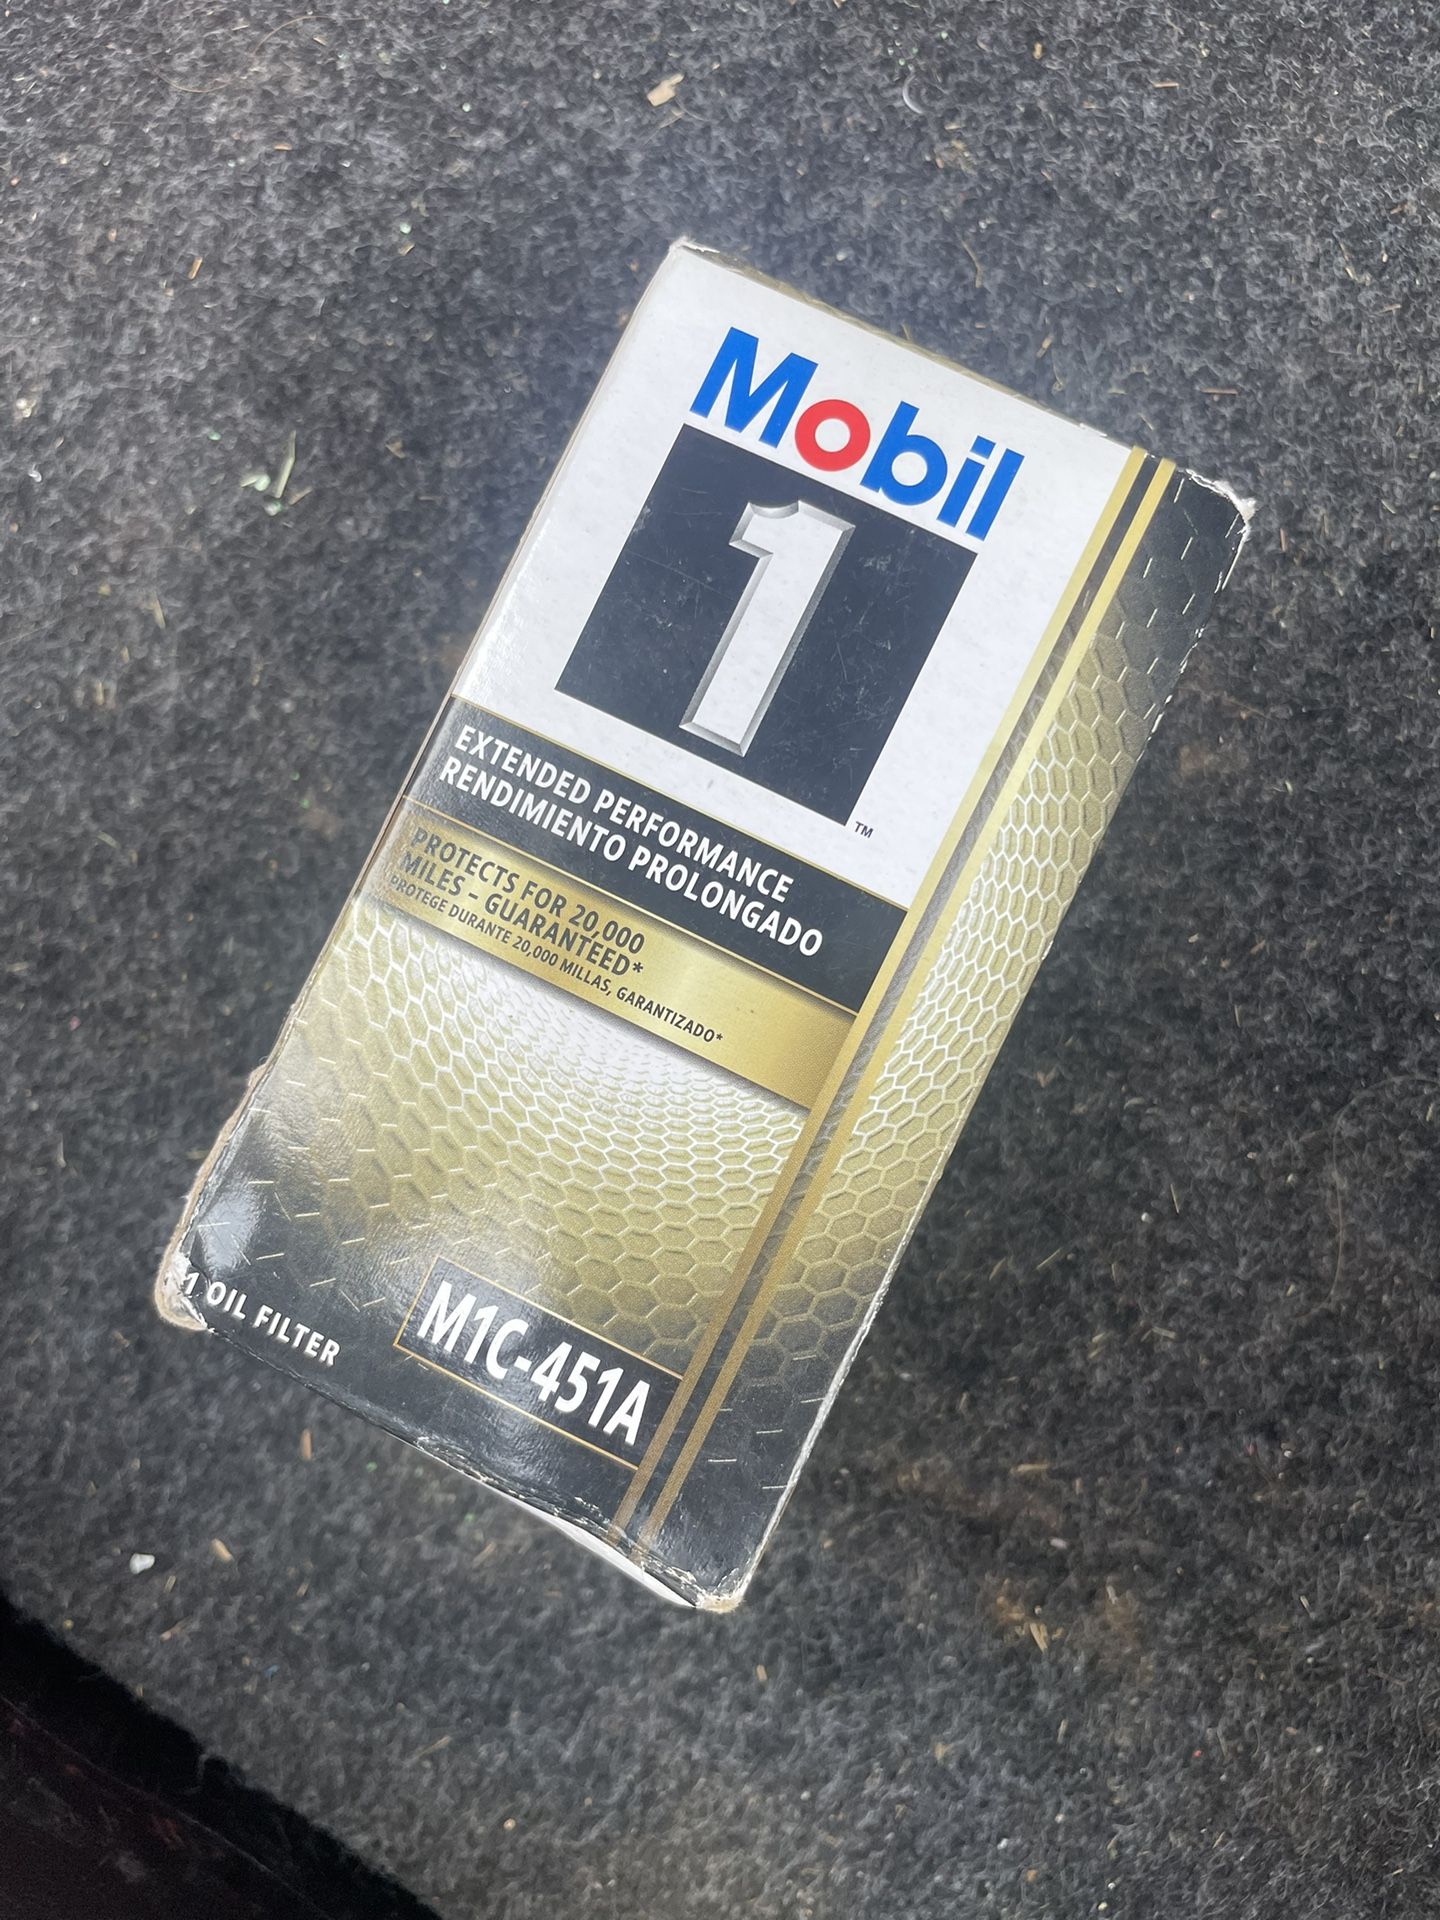 Mobil
1
TM
EXTENDED PERFORMANCE
RENDIMIENTO PROLONGADO
PROTECTS FOR 20,000
MILES - GUARANTEED*
PROTEGE DURANTE 20,000 MILLAS, GARANTIZADO*
1 OIL FILTER
M1C-451A